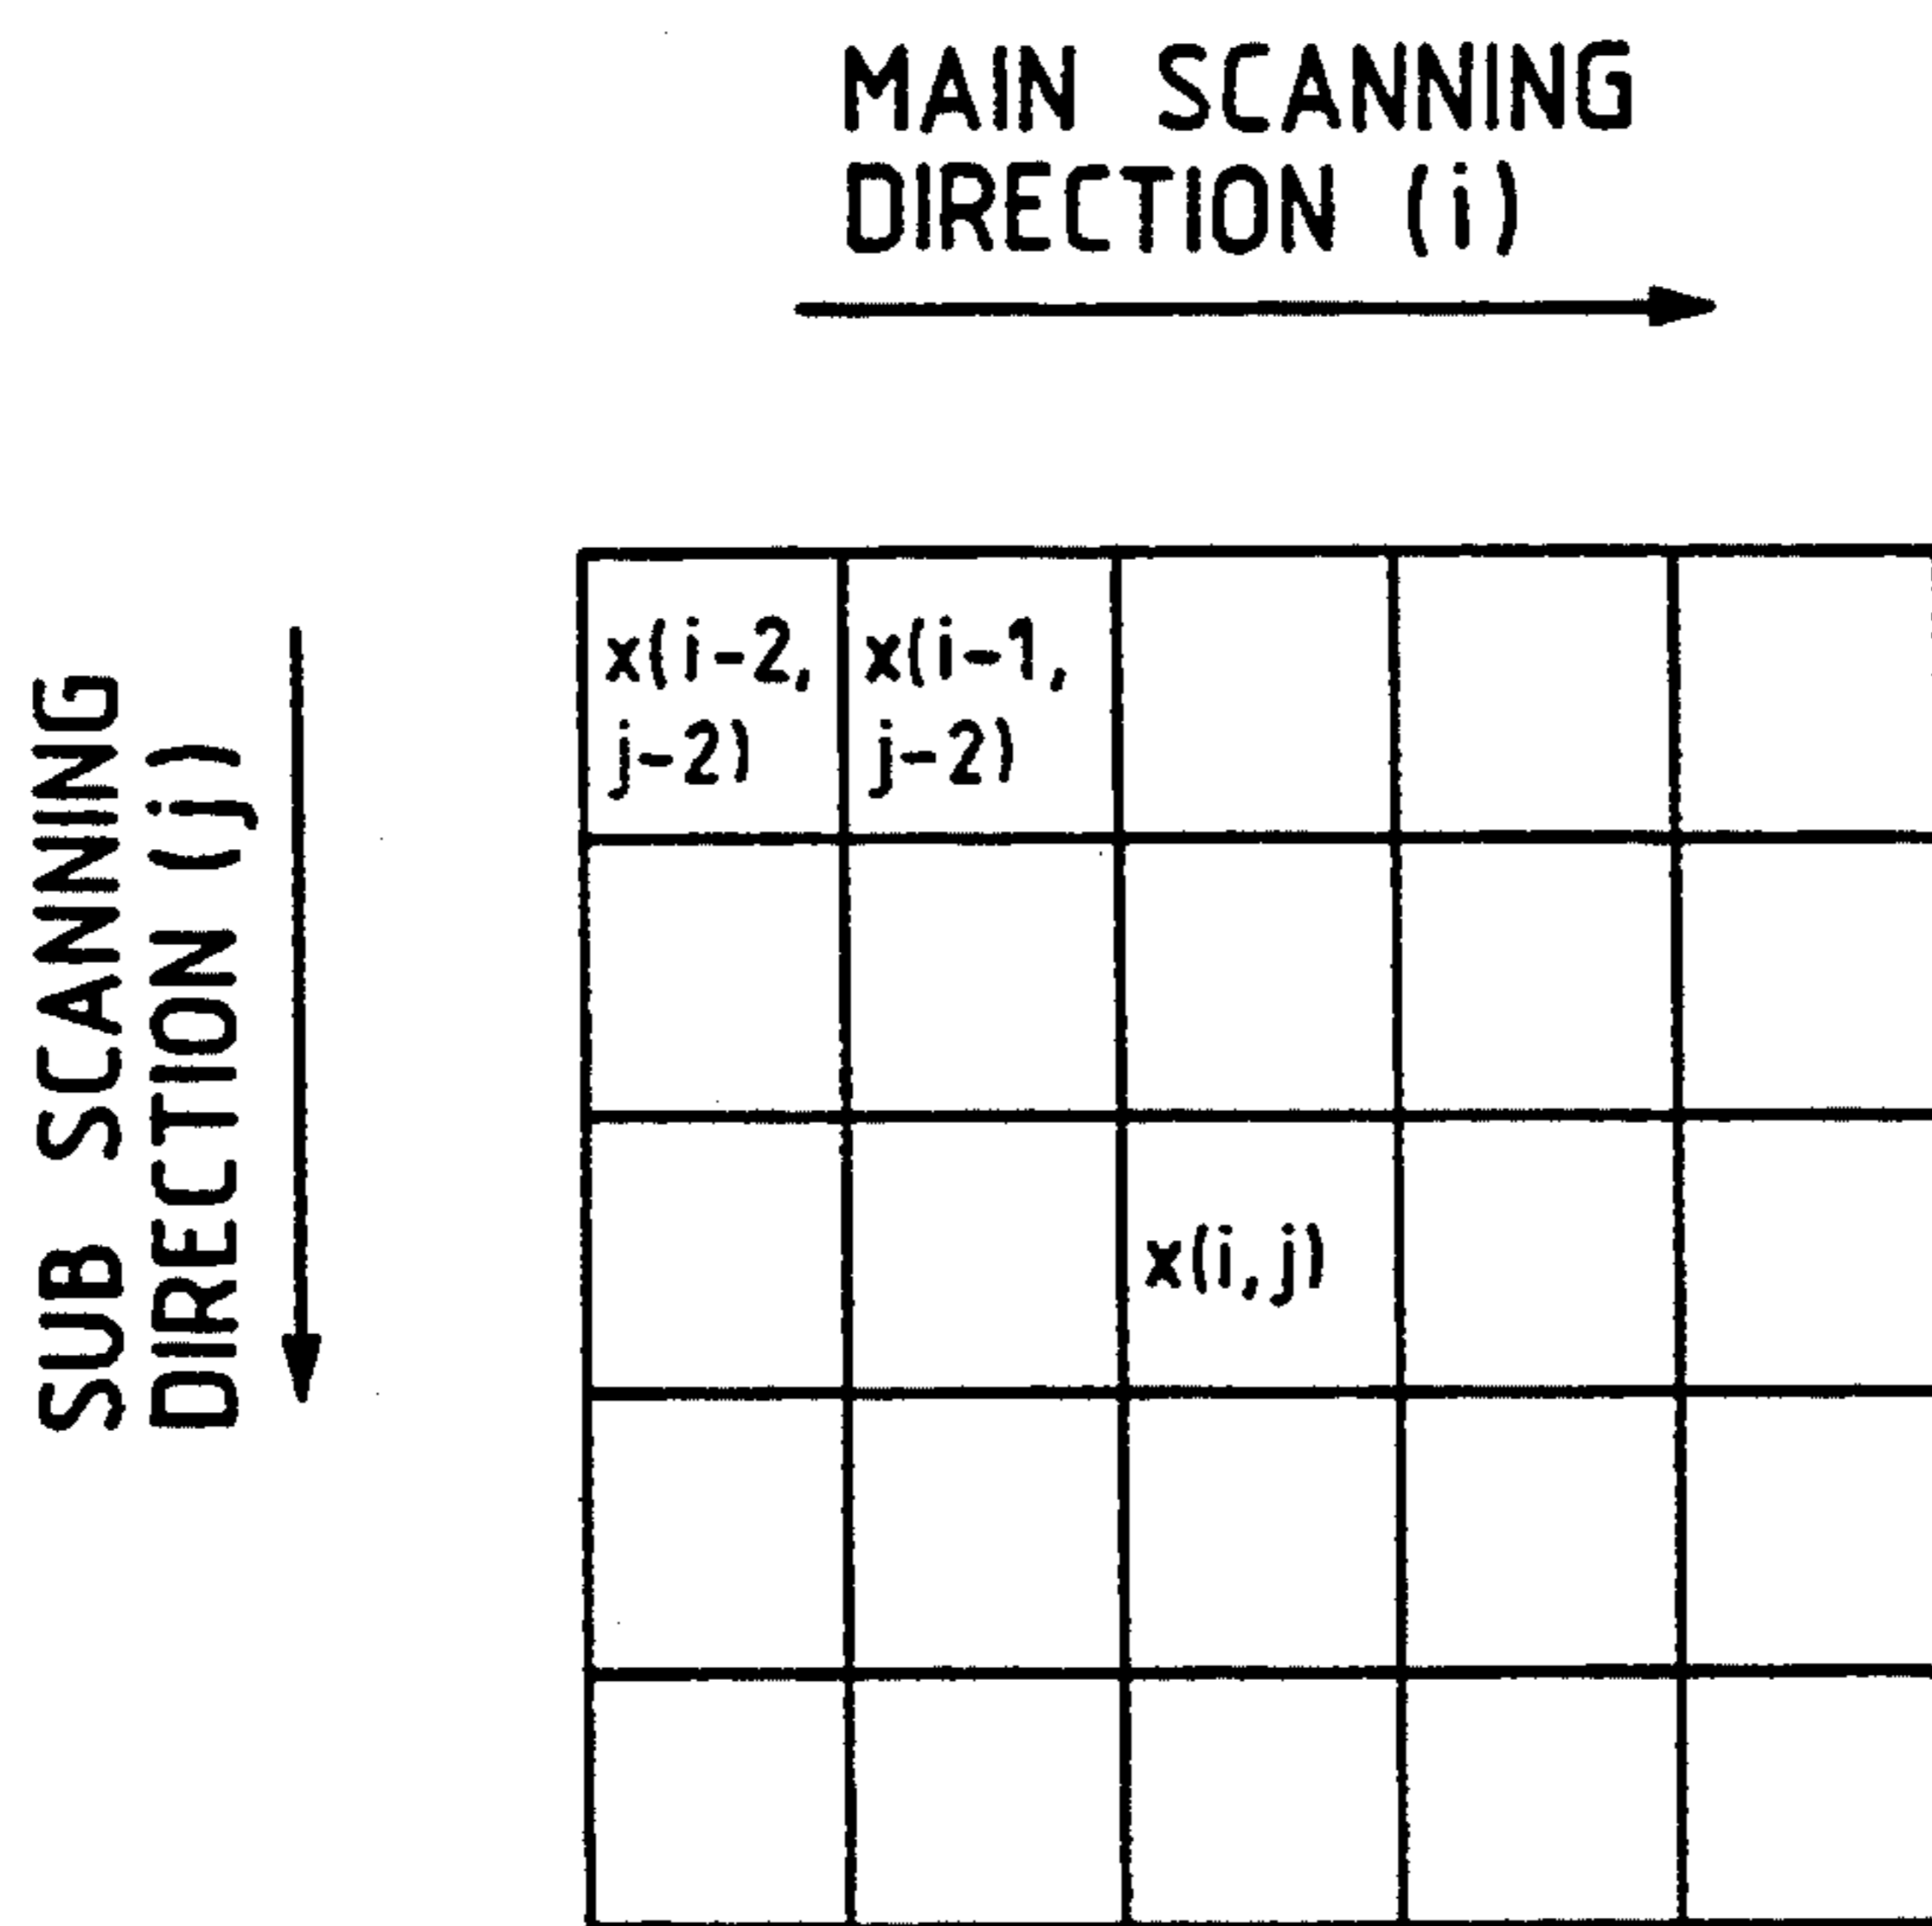 MAIN SCANNING
DIRECTION (i)
SUB SCANNING
DIRECTION (j)
x(i-2,
j-2)
x(i-1,
j-2)
x(i,j)